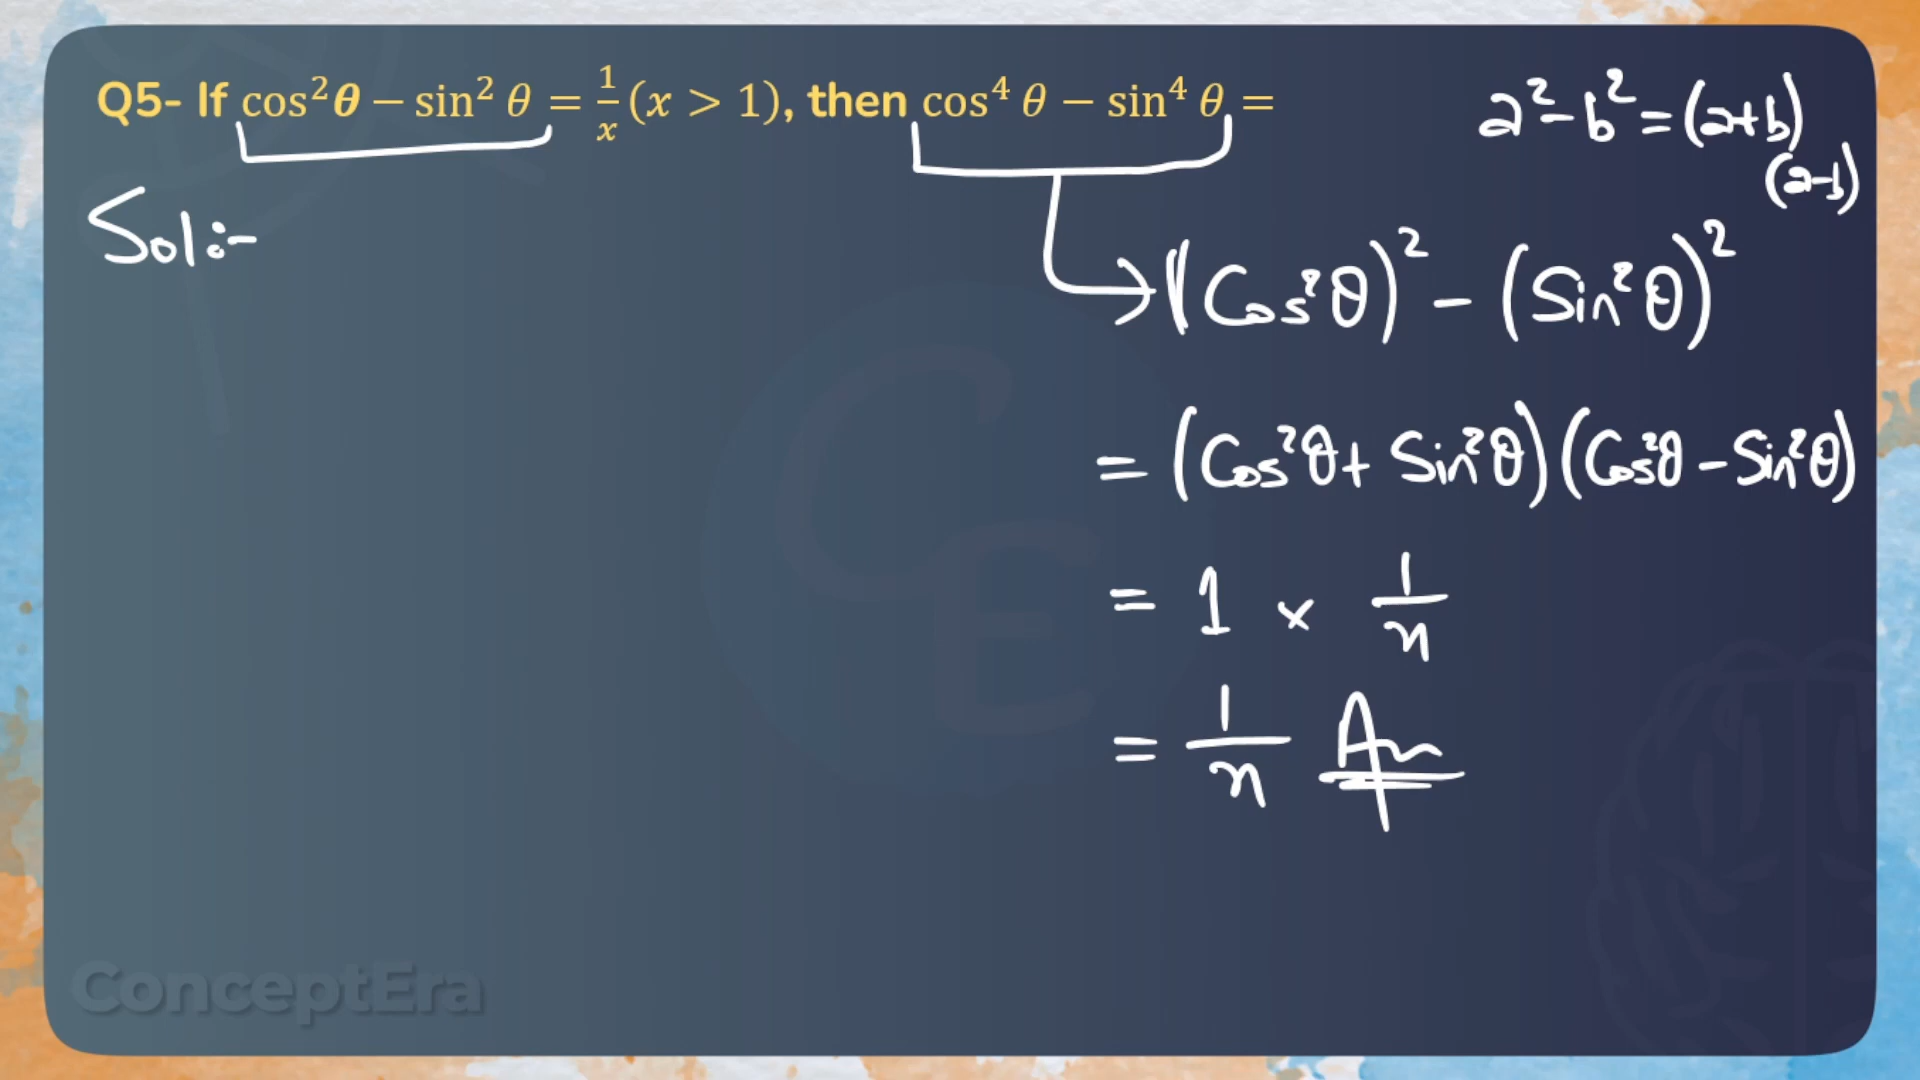 Q5- If cos²θ − sin² θ = 1/x (x > 1), then cos⁴ θ − sin⁴ θ =
a² - b² = (a+b)
(a-b)
Sol:-
(Cos²θ)² - (Sin²θ)²
= (Cos²θ + Sin²θ) (Cos²θ - Sin²θ)
= 1 × 1/x
= 1/x Ans
ConceptEra
CE